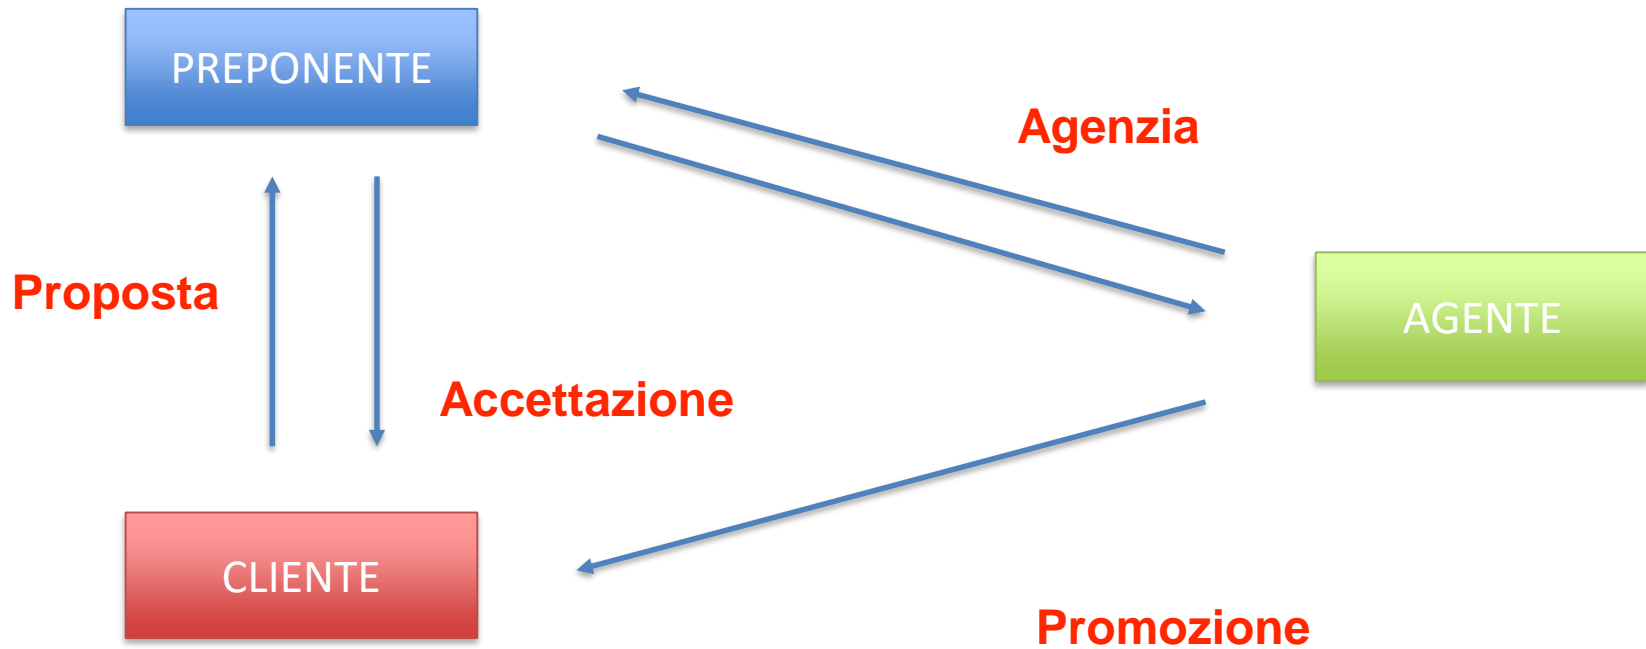 PREPONENTE
Agenzia
Proposta
AGENTE
Accettazione
CLIENTE
Promozione